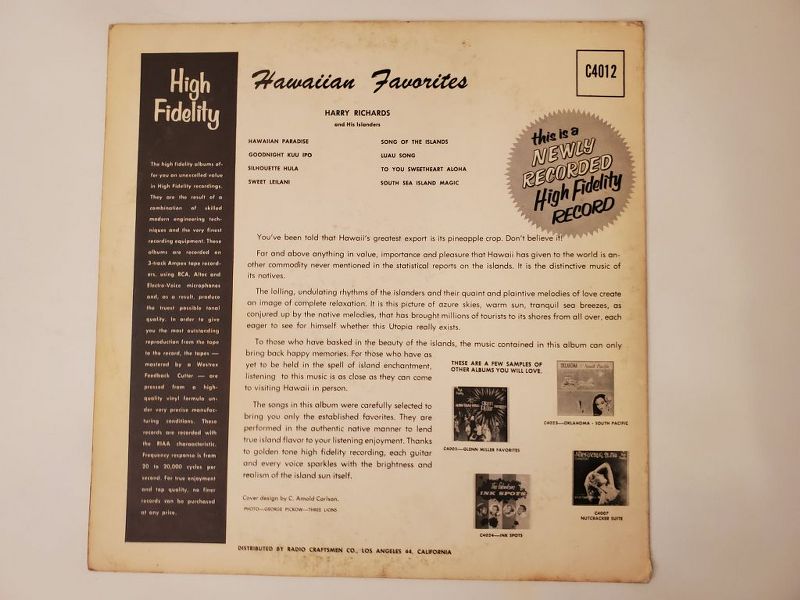 High
Fidelity
The high fidelity albums of-
fer you an unexcelled value
in High Fidelity recordings.
They are the result of a
combination of skilled
modern engineering tech-
niques and the very finest
recording equipment. These
albums are recorded on
3-track Ampex tape record-
ers, using RCA, Altec and
Electro-Voice microphones
and, as a result, produce
the truest possible tonal
quality. In order to give
you the most outstanding
reproduction from the tape
to the record, the tapes —
mastered by a Westrex
Feedback Cutter — are
pressed from a high-
quality vinyl formula un-
der very precise manufac-
turing conditions. These
records are recorded with
the RIAA characteristic.
Frequency response is from
20 to 20,000 cycles per
second. For true enjoyment
and top quality, no finer
records can be purchased
at any price.
Hawaiian Favorites
C4012
HARRY RICHARDS
and His Islanders
HAWAIIAN PARADISE
GOODNIGHT KUU IPO
SILHOUETTE HULA
SWEET LEILANI
SONG OF THE ISLANDS
LUAU SONG
TO YOU SWEETHEART ALOHA
SOUTH SEA ISLAND MAGIC
this is a
NEWLY
RECORDED
High Fidelity
RECORD
You've been told that Hawaii's greatest export is its pineapple crop. Don't believe it!
Far and above anything in value, importance and pleasure that Hawaii has given to the world is an-
other commodity never mentioned in the statistical reports on the islands. It is the distinctive music of
its natives.
The lolling, undulating rhythms of the islanders and their quaint and plaintive melodies of love create
an image of complete relaxation. It is this picture of azure skies, warm sun, tranquil sea breezes, as
conjured up by the native melodies, that has brought millions of tourists to its shores from all over, each
eager to see for himself whether this Utopia really exists.
To those who have basked in the beauty of the islands, the music contained in this album can only
bring back happy memories. For those who have as
yet to be held in the spell of island enchantment,
listening to this music is as close as they can come
to visiting Hawaii in person.
The songs in this album were carefully selected to
bring you only the established favorites. They are
performed in the authentic native manner to lend
true island flavor to your listening enjoyment. Thanks
to golden tone high fidelity recording, each guitar
and every voice sparkles with the brightness and
realism of the island sun itself.
Cover design by C. Arnold Carlson.
PHOTO—GEORGE PICKOW—THREE LIONS
THESE ARE A FEW SAMPLES OF
OTHER ALBUMS YOU WILL LOVE.
OKLAHOMA
South Pacific
C4003—GLENN MILLER FAVORITES
C4023—OKLAHOMA - SOUTH PACIFIC
INK SPOTS
C4024—INK SPOTS
C4007
NUTCRACKER SUITE
DISTRIBUTED BY RADIO CRAFTSMEN CO., LOS ANGELES 44, CALIFORNIA